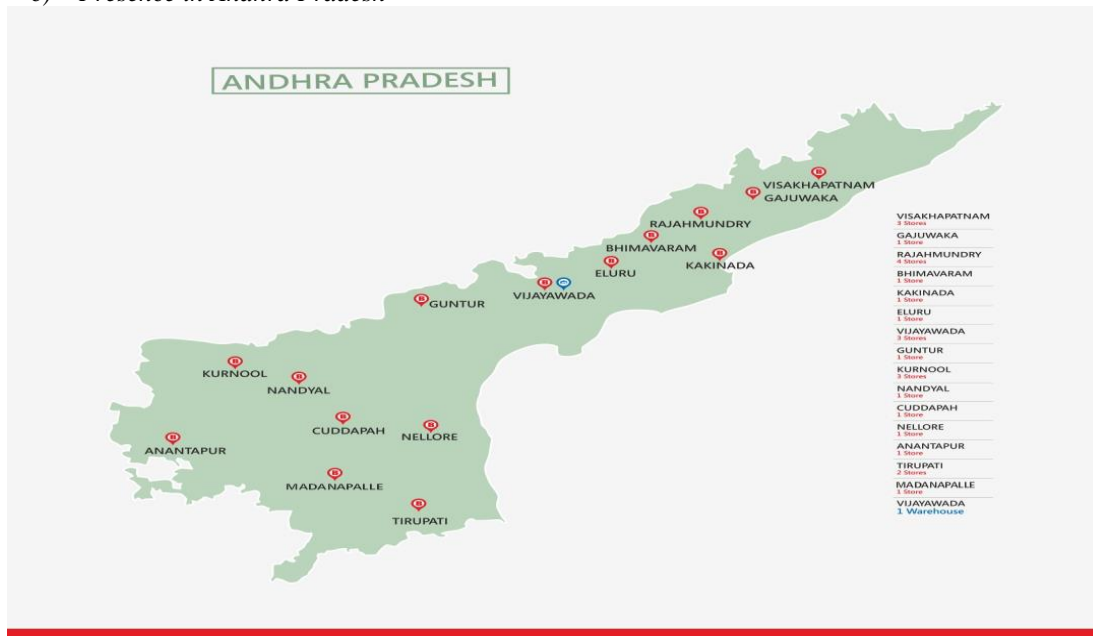 ANDHRA PRADESH
VISAKHAPATNAM
GAJUWAKA
RAJAHMUNDRY
BHIMAVARAM
KAKINADA
ELURU
VIJAYAWADA
GUNTUR
KURNOOL
NANDYAL
CUDDAPAH
NELLORE
ANANTAPUR
MADANAPALLE
TIRUPATI
VISAKHAPATNAM
3 Stores
GAJUWAKA
1 Store
RAJAHMUNDRY
4 Stores
BHIMAVARAM
1 Store
KAKINADA
1 Store
ELURU
1 Store
VIJAYAWADA
3 Stores
GUNTUR
1 Store
KURNOOL
3 Stores
NANDYAL
1 Store
CUDDAPAH
1 Store
NELLORE
1 Store
ANANTAPUR
1 Store
TIRUPATI
2 Stores
MADANAPALLE
1 Store
VIJAYAWADA
1 Warehouse